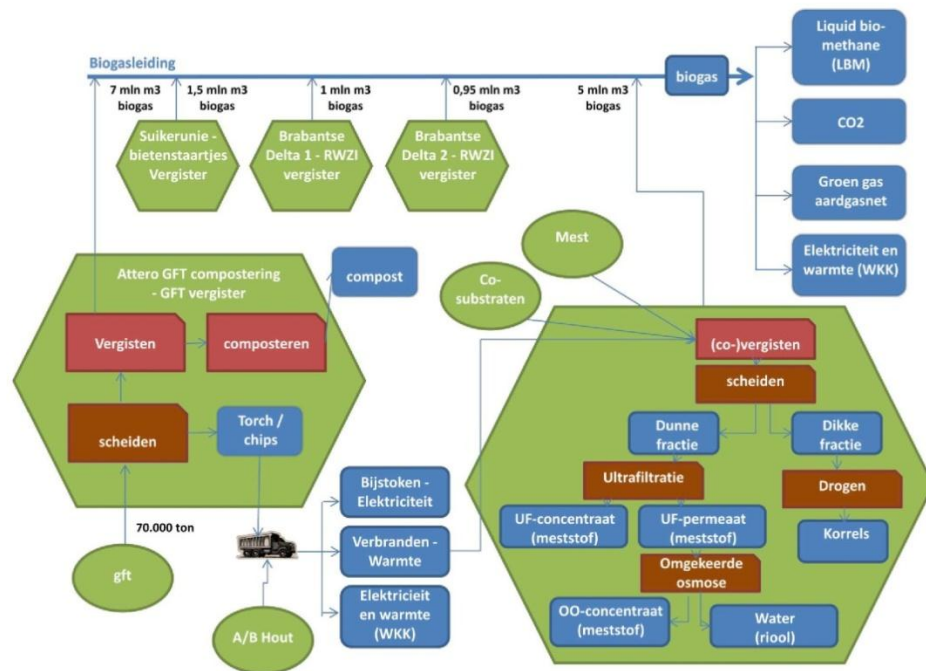 Biogasleiding
7 mln m3
biogas
1,5 mln m3
biogas
1 mln m3
biogas
0,95 mln m3
biogas
5 mln m3
biogas
biogas
Liquid bio-
methane
(LBM)
CO2
Groen gas
aardgasnet
Elektriciteit en
warmte (WKK)
Suikerunie -
bietenstaartjes
Vergister
Brabantse
Delta 1 - RWZI
vergister
Brabantse
Delta 2 - RWZI
vergister
Attero GFT compostering
- GFT vergister
compost
Vergisten
composteren
scheiden
Torch /
chips
70.000 ton
gft
A/B Hout
Bijstoken -
Elektriciteit
Verbranden -
Warmte
Elektricieit
en warmte
(WKK)
Mest
Co-
substraten
(co-)vergisten
scheiden
Dunne
fractie
Dikke
fractie
Ultrafiltratie
Drogen
UF-concentraat
(meststof)
UF-permeaat
(meststof)
Korrels
Omgekeerde
osmose
OO-concentraat
(meststof)
Water
(riool)